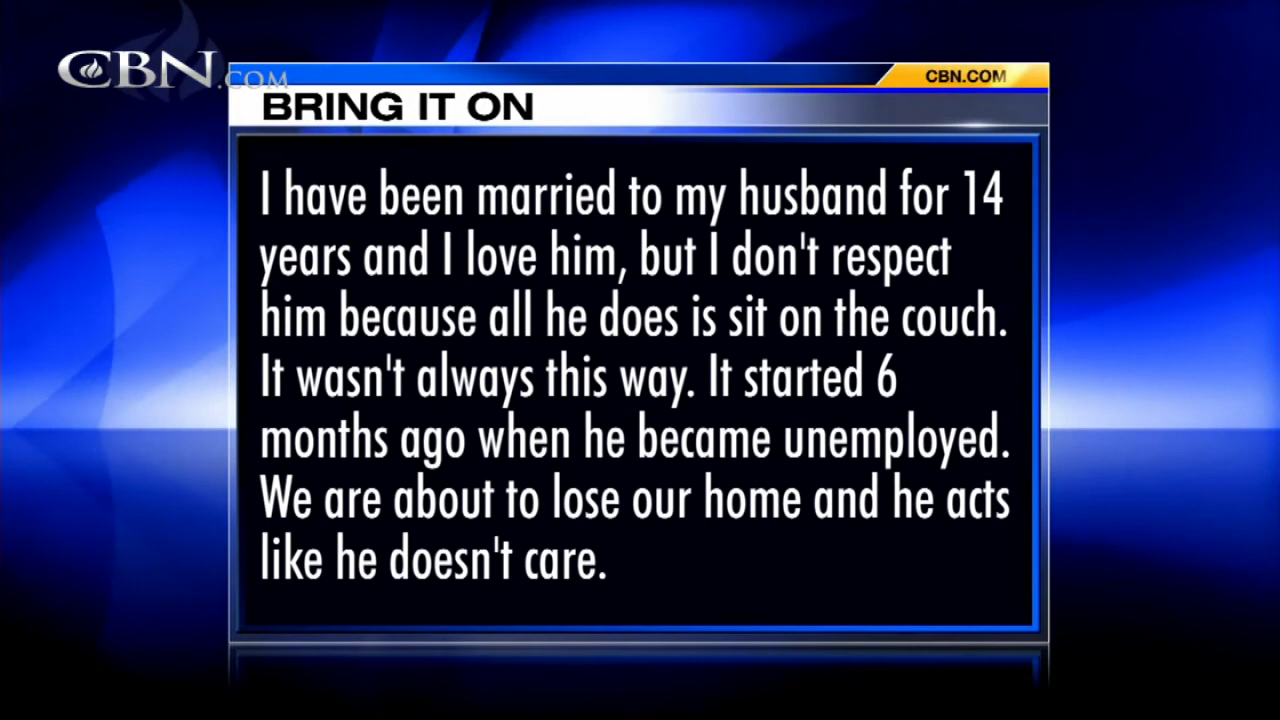 CBN.COM
CBN.COM
BRING IT ON
I have been married to my husband for 14
years and I love him, but I don't respect
him because all he does is sit on the couch.
It wasn't always this way. It started 6
months ago when he became unemployed.
We are about to lose our home and he acts
like he doesn't care.